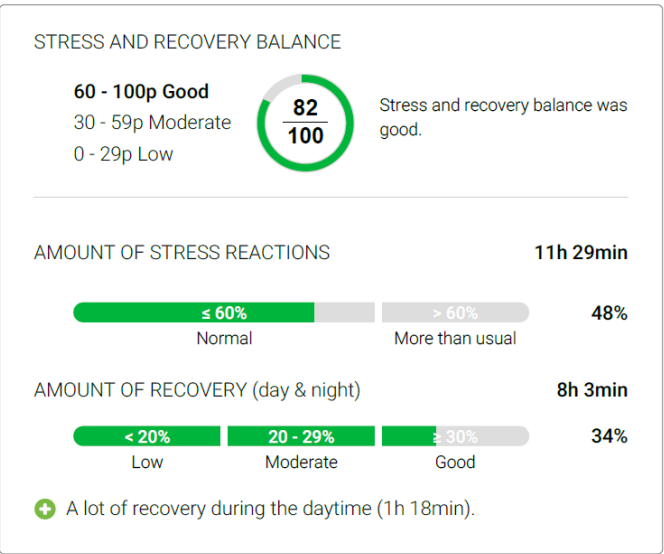 STRESS AND RECOVERY BALANCE
60 - 100p Good
30 - 59p Moderate
0 - 29p Low
82
100
Stress and recovery balance was
good.
AMOUNT OF STRESS REACTIONS 11h 29min
≤ 60% > 60% 48%
Normal More than usual
AMOUNT OF RECOVERY (day & night) 8h 3min
< 20% 20 - 29% ≥ 30% 34%
Low Moderate Good
A lot of recovery during the daytime (1h 18min).